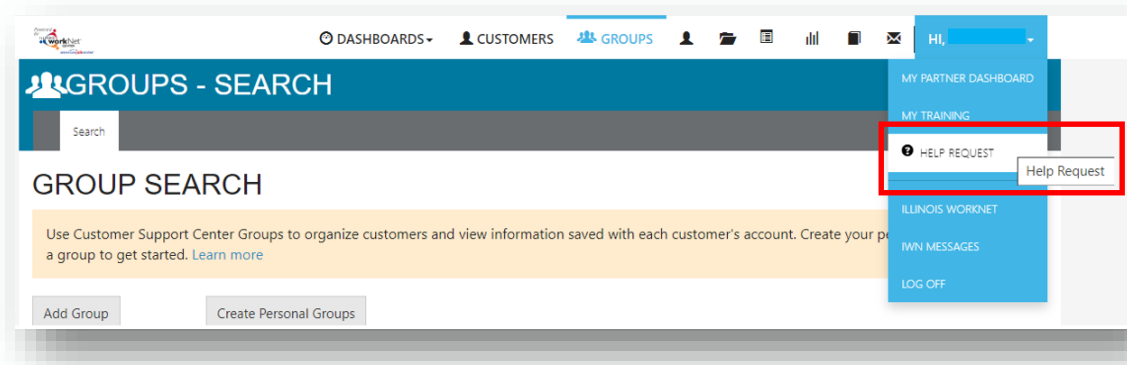 workNet
DASHBOARDS
CUSTOMERS
GROUPS
HI,
GROUPS - SEARCH
MY PARTNER DASHBOARD
MY TRAINING
Search
HELP REQUEST
Help Request
GROUP SEARCH
ILLINOIS WORKNET
Use Customer Support Center Groups to organize customers and view information saved with each customer's account. Create your
a group to get started. Learn more
IWN MESSAGES
LOG OFF
Add Group
Create Personal Groups